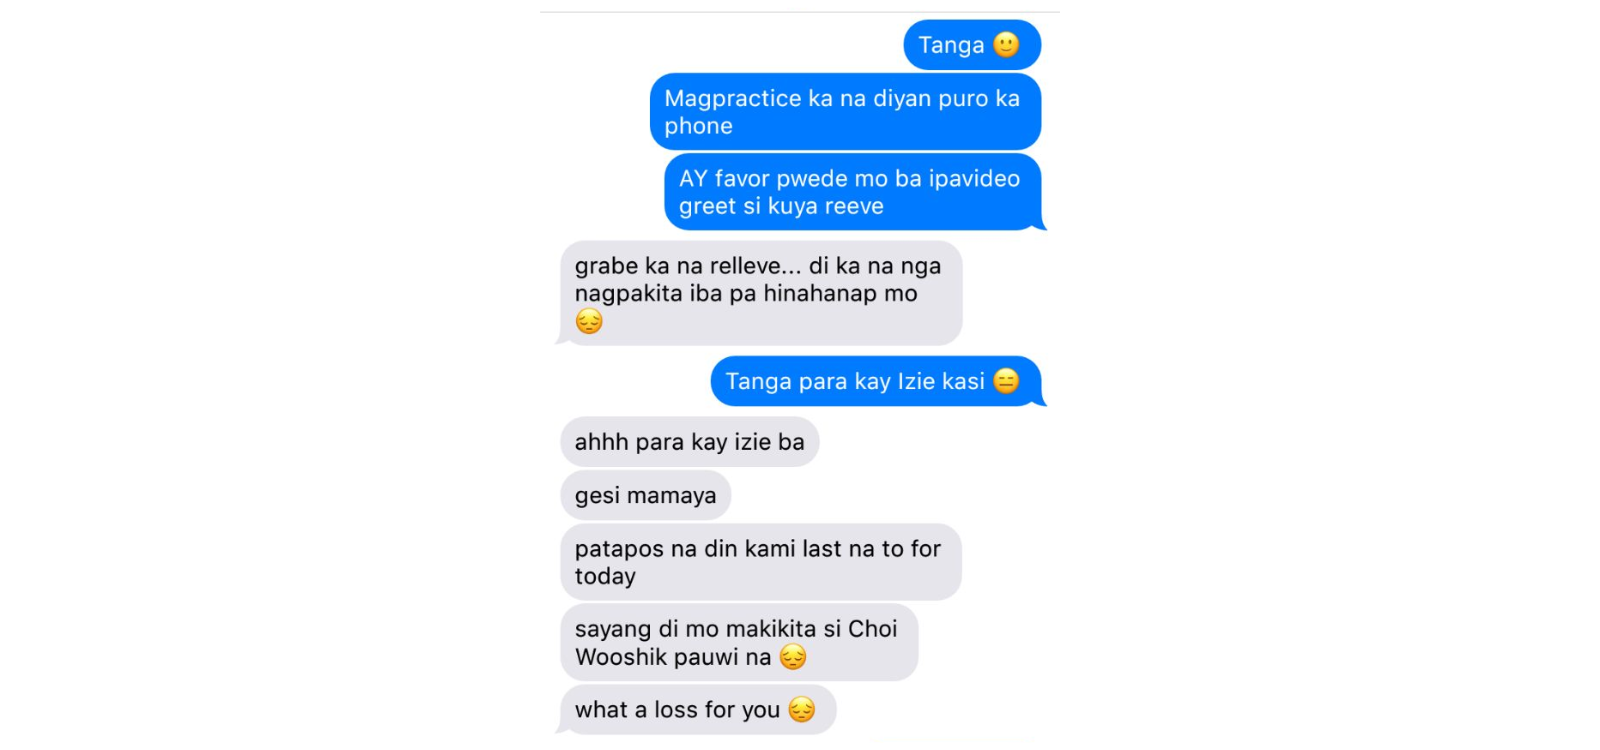 Tanga 🙂
Magpractice ka na diyan puro ka
phone
AY favor pwede mo ba ipavideo
greet si kuya reeve
grabe ka na relleve... di ka na nga
nagpakita iba pa hinahanap mo
😔
Tanga para kay Izie kasi 😑
ahhh para kay izie ba
gesi mamaya
patapos na din kami last na to for
today
sayang di mo makikita si Choi
Wooshik pauwi na 😔
what a loss for you 😔